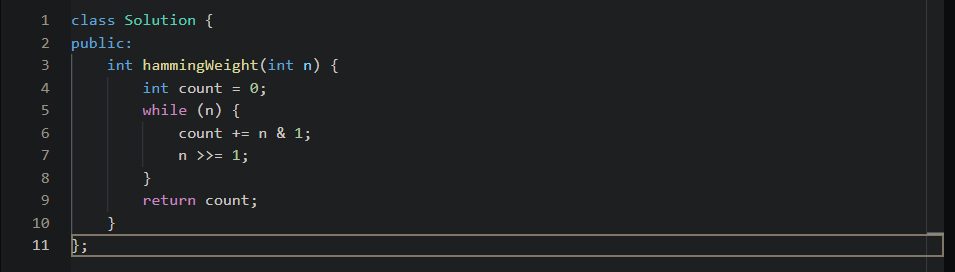 1 class Solution {
2 public:
3     int hammingWeight(int n) {
4         int count = 0;
5         while (n) {
6             count += n & 1;
7             n >>= 1;
8         }
9         return count;
10     }
11 };